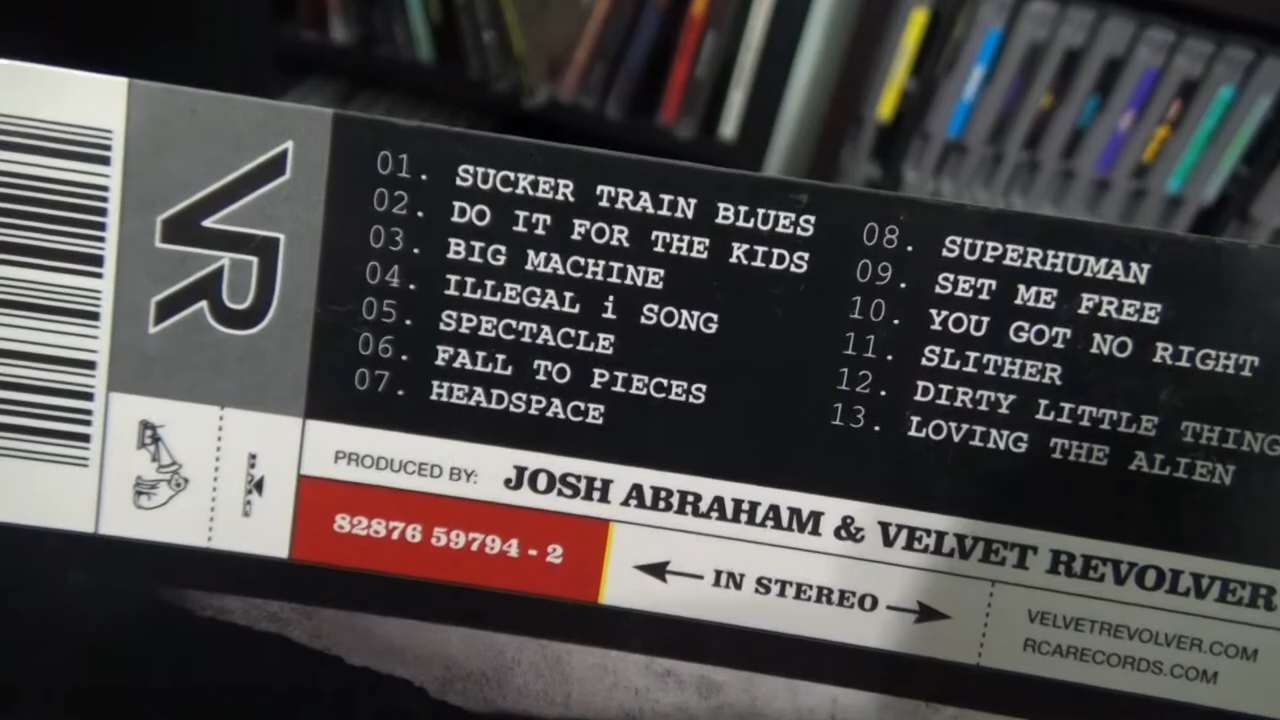 VR
01. SUCKER TRAIN BLUES
02. DO IT FOR THE KIDS
03. BIG MACHINE
04. ILLEGAL i SONG
05. SPECTACLE
06. FALL TO PIECES
07. HEADSPACE
08. SUPERHUMAN
09. SET ME FREE
10. YOU GOT NO RIGHT
11. SLITHER
12. DIRTY LITTLE THING
13. LOVING THE ALIEN
BMG
PRODUCED BY: JOSH ABRAHAM & VELVET REVOLVER
82876 59794 - 2
IN STEREO
VELVETREVOLVER.COM
RCARECORDS.COM